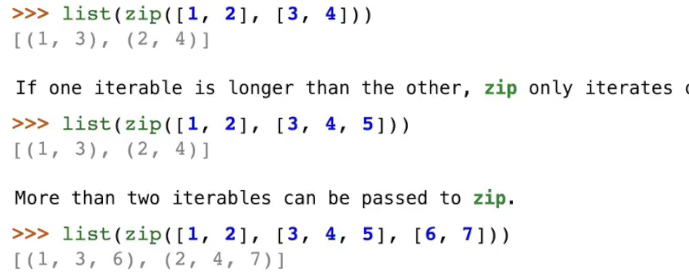 >>> list(zip([1, 2], [3, 4]))
[(1, 3), (2, 4)]
If one iterable is longer than the other, zip only iterates
>>> list(zip([1, 2], [3, 4, 5]))
[(1, 3), (2, 4)]
More than two iterables can be passed to zip.
>>> list(zip([1, 2], [3, 4, 5], [6, 7]))
[(1, 3, 6), (2, 4, 7)]